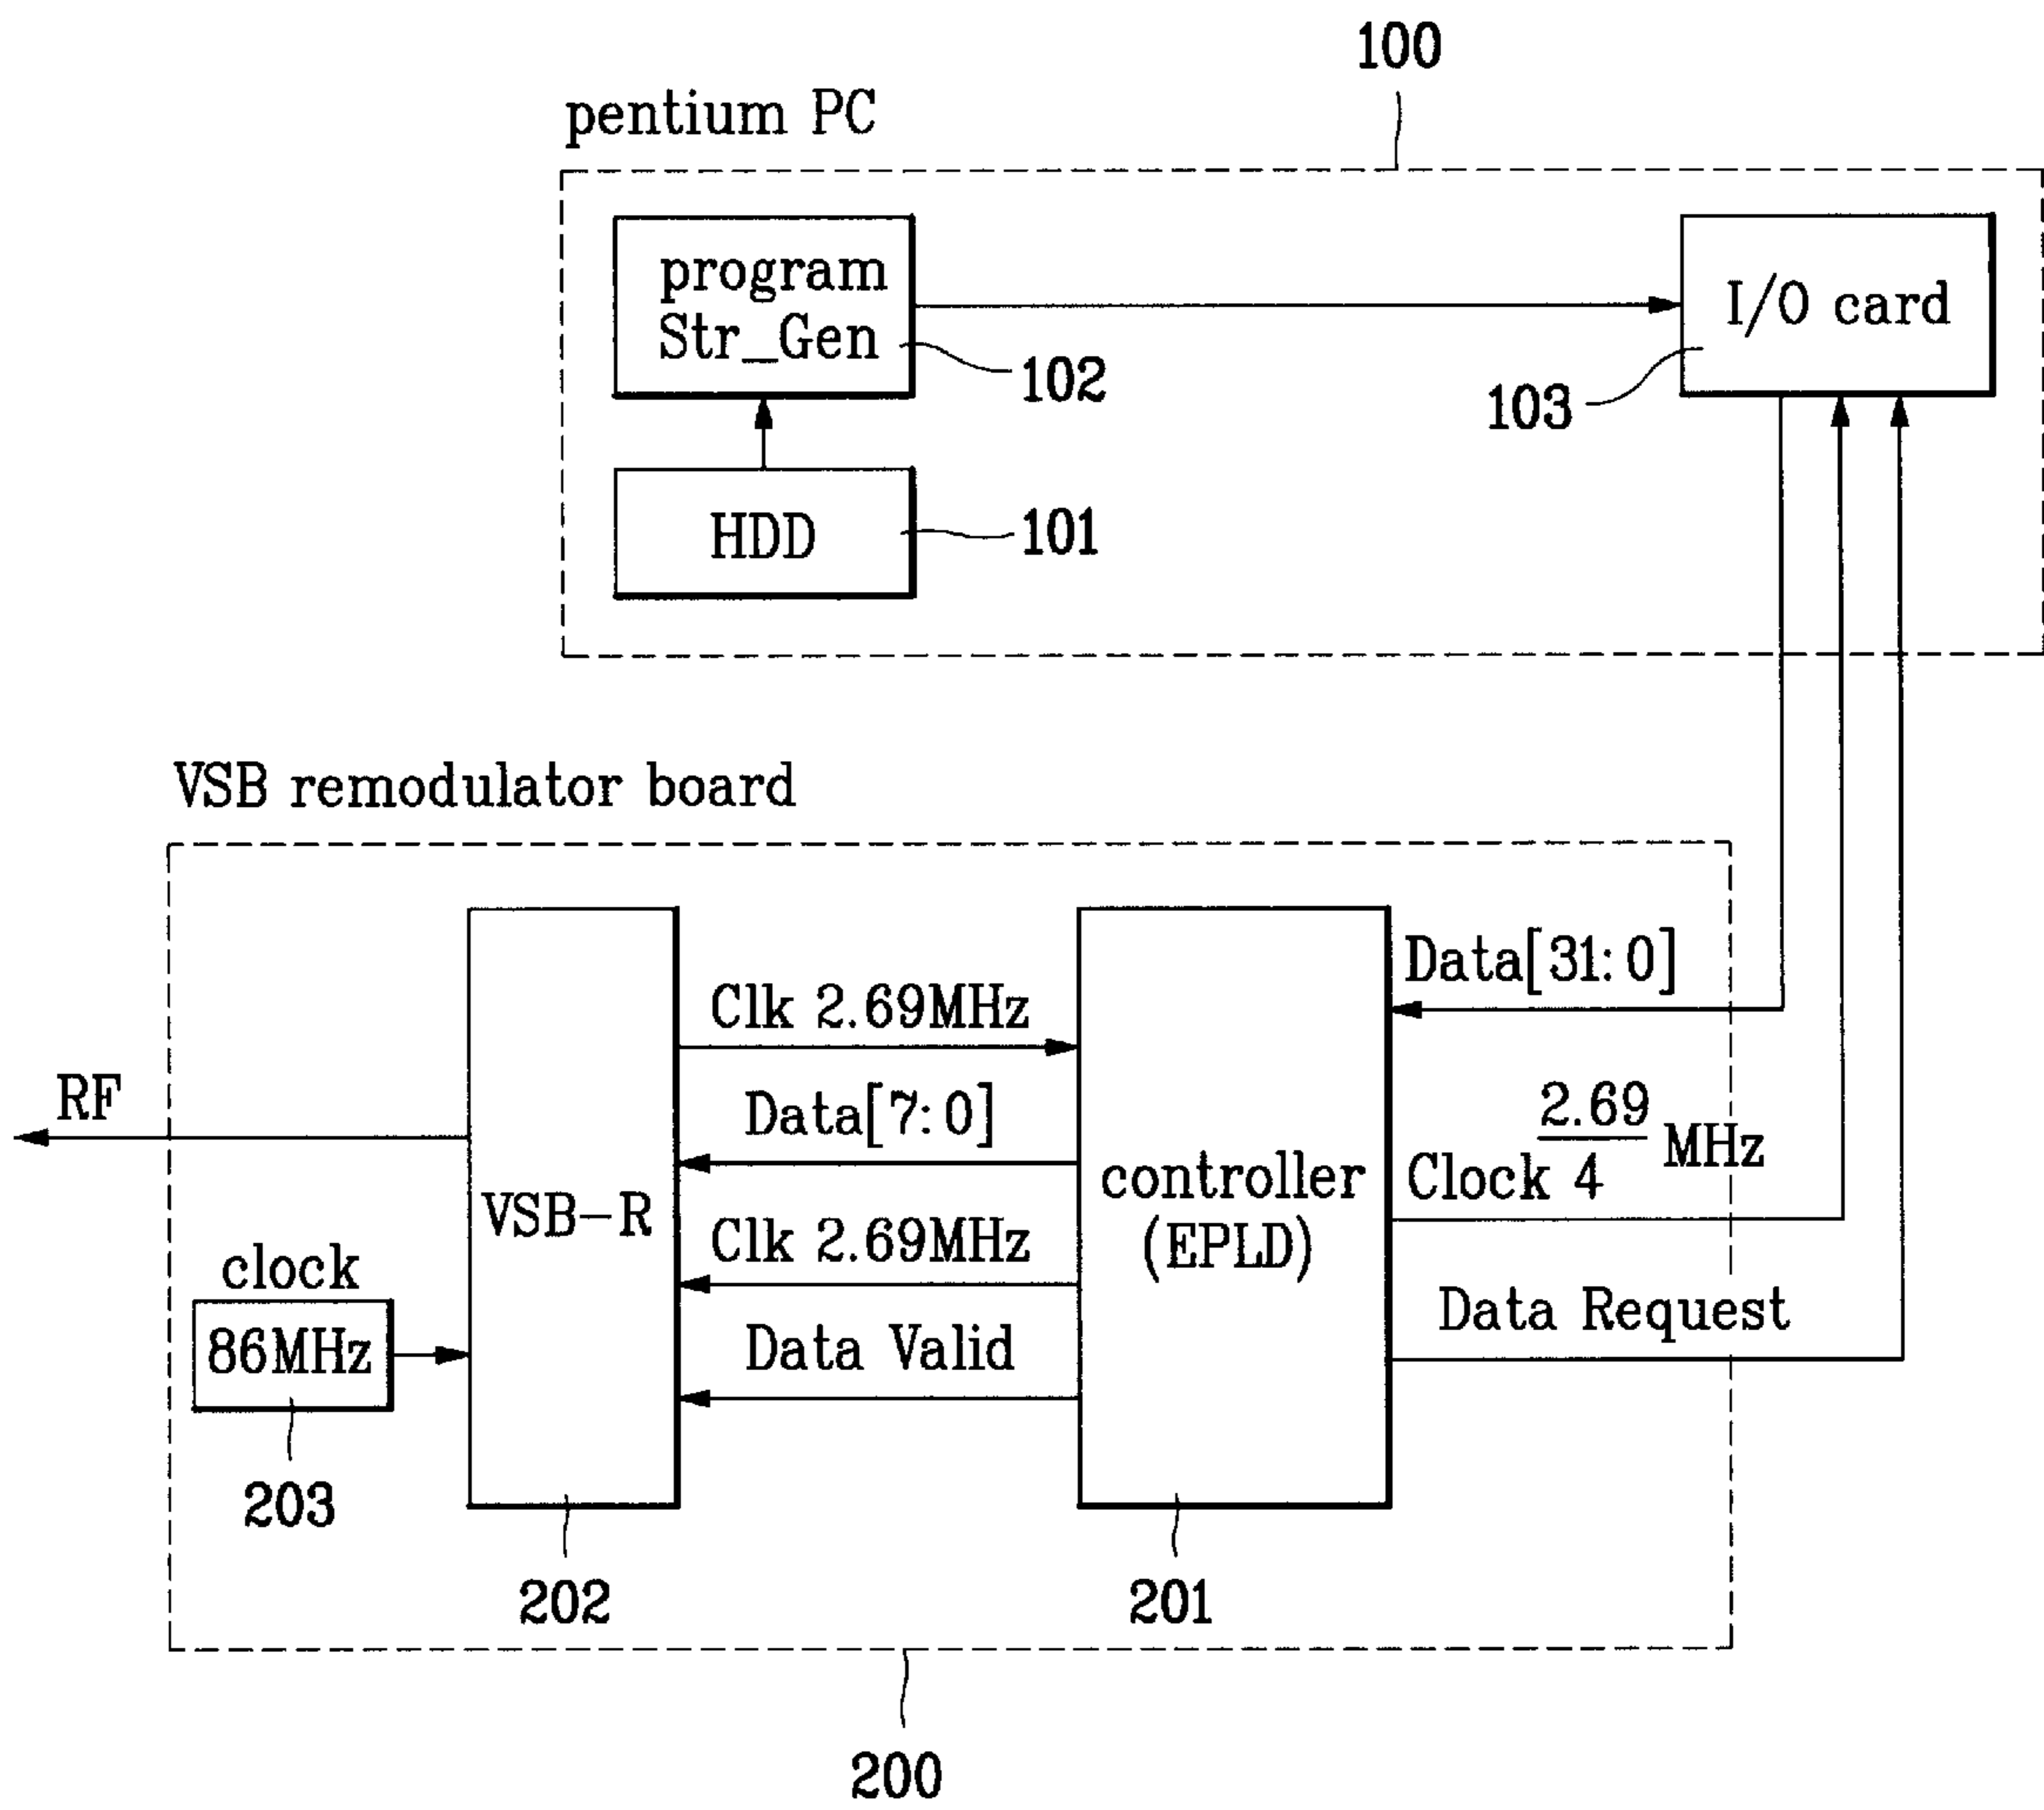 100
pentium PC
program
Str_Gen
I/O card
102
103
HDD
101
VSB remodulator board
Data[31:0]
Clk 2.69MHz
RF
Data[7:0]
2.69
MHz
Clock 4
controller
(EPLD)
VSB-R
Clk 2.69MHz
clock
86MHz
Data Request
Data Valid
203
202
201
200